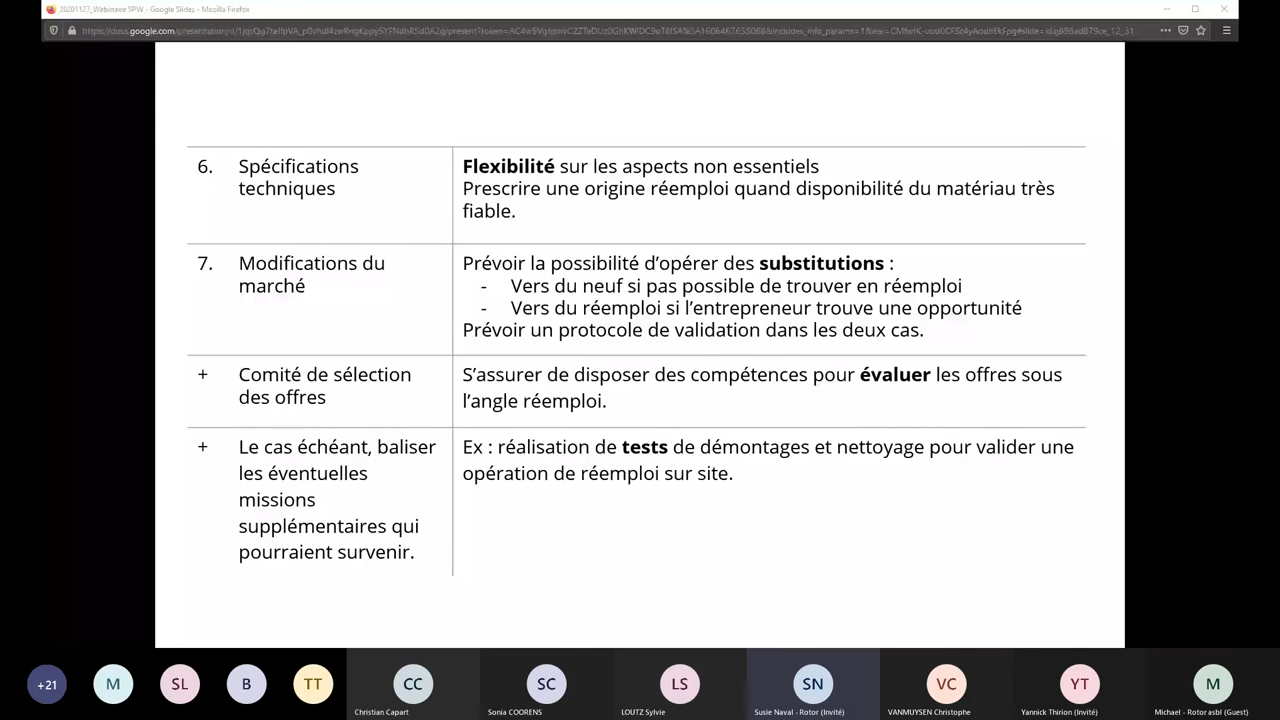 20201127_Webinaire SPW - Google Slides - Mozilla Firefox
6. Spécifications techniques
Flexibilité sur les aspects non essentiels
Prescrire une origine réemploi quand disponibilité du matériau très
fiable.
7. Modifications du marché
Prévoir la possibilité d'opérer des substitutions :
- Vers du neuf si pas possible de trouver en réemploi
- Vers du réemploi si l'entrepreneur trouve une opportunité
Prévoir un protocole de validation dans les deux cas.
+ Comité de sélection des offres
S'assurer de disposer des compétences pour évaluer les offres sous
l'angle réemploi.
+ Le cas échéant, baliser
les éventuelles
missions
supplémentaires qui
pourraient survenir.
Ex : réalisation de tests de démontages et nettoyage pour valider une
opération de réemploi sur site.
+21
M
SL
B
TT
CC
SC
LS
SN
VC
YT
M
Christian Capart
Sonia COORENS
LOUTZ Sylvie
Susie Naval - Rotor (Invité)
VANMUYSEN Christophe
Yannick Thirion (Invité)
Michael - Rotor asbl (Guest)